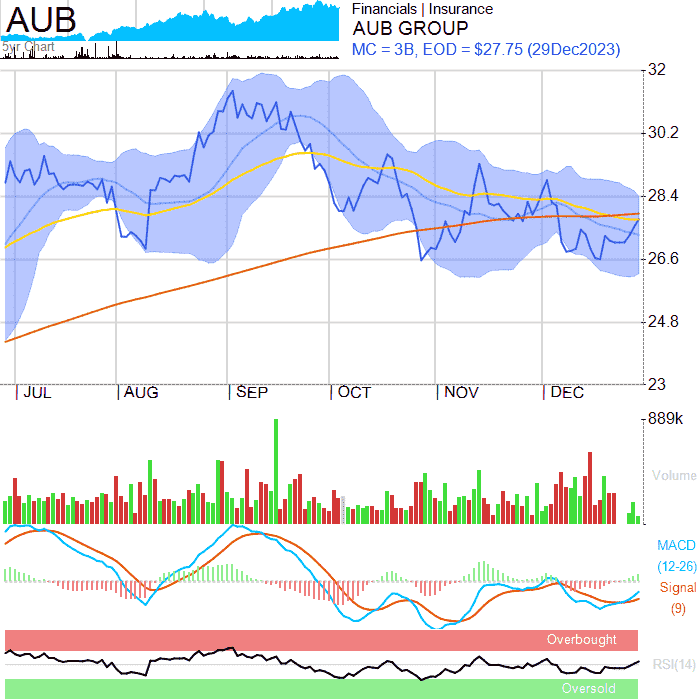 AUB
5yr Chart
Financials | Insurance
AUB GROUP
MC = 3B, EOD = $27.75 (29Dec2023)
32
30.2
28.4
26.6
24.8
23
JUL AUG SEP OCT NOV DEC
889k
Volume
MACD
(12-26)
Signal
(9)
Overbought
RSI(14)
Oversold